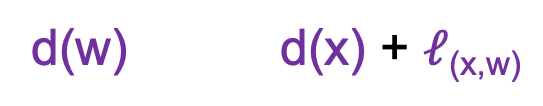 d(w) d(x) + ℓ(x,w)